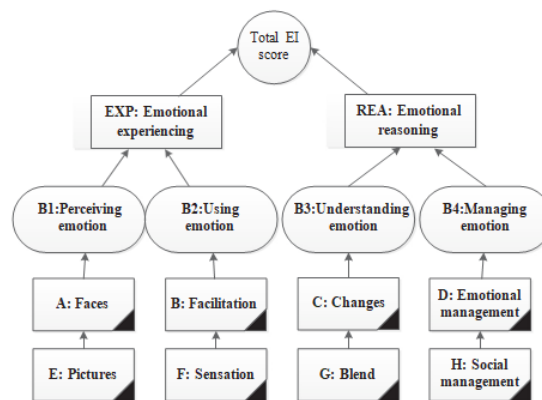 Total EI
score
EXP: Emotional
experiencing
REA: Emotional
reasoning
B1:Perceiving
emotion
B2:Using
emotion
B3:Understanding
emotion
B4:Managing
emotion
A: Faces
B: Facilitation
C: Changes
D: Emotional
management
E: Pictures
F: Sensation
G: Blend
H: Social
management